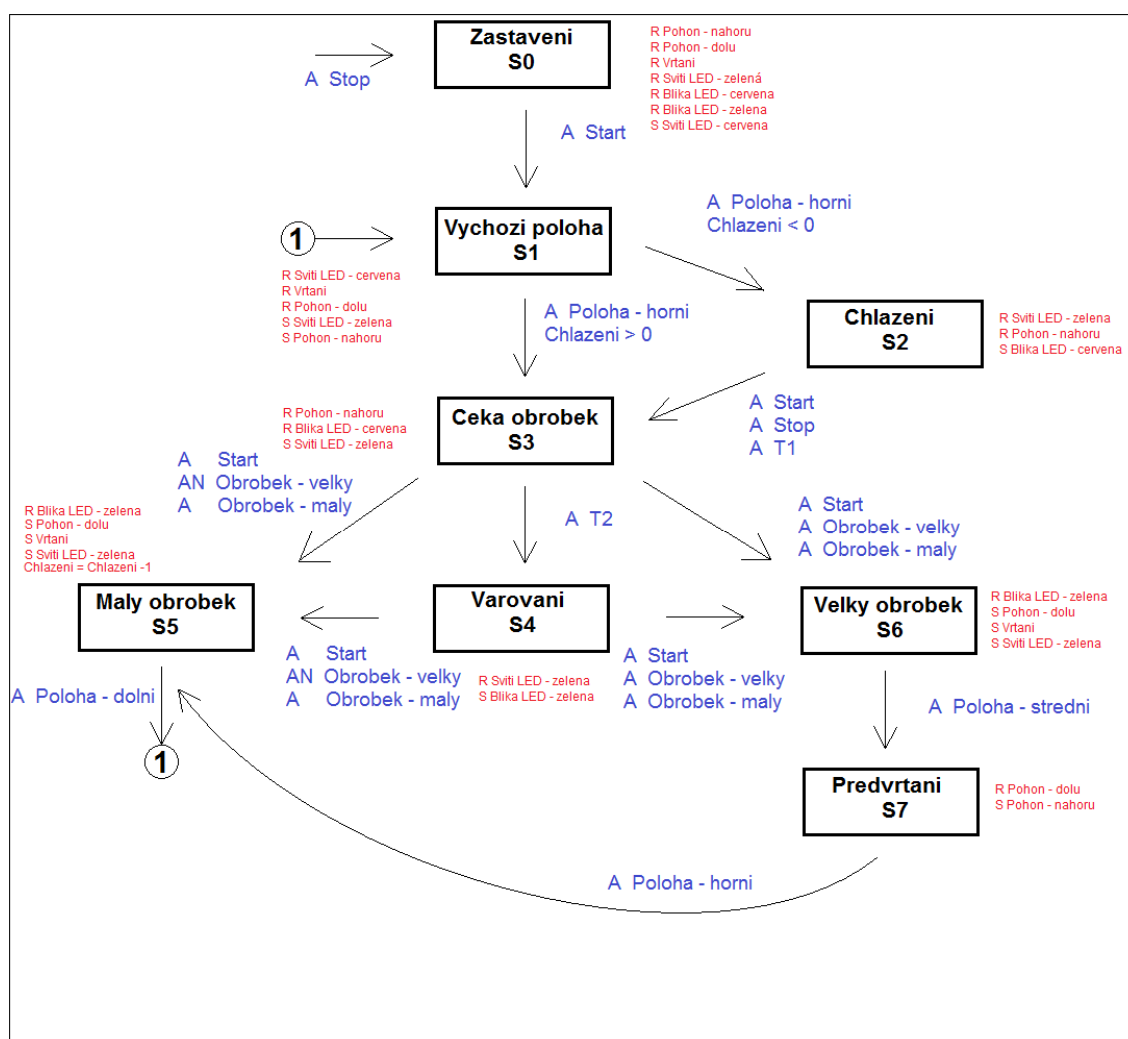 Zastaveni
S0
R Pohon - nahoru
R Pohon - dolu
R Vrtani
R Sviti LED - zelená
R Blika LED - cervena
R Blika LED - zelena
S Sviti LED - cervena
A Stop
A Start
Vychozi poloha
S1
1
R Sviti LED - cervena
R Vrtani
R Pohon - dolu
S Sviti LED - zelena
S Pohon - nahoru
A Poloha - horni
Chlazeni < 0
A Poloha - horni
Chlazeni > 0
Chlazeni
S2
R Sviti LED - zelena
R Pohon - nahoru
S Blika LED - cervena
A Start
A Stop
A T1
Ceka obrobek
S3
R Pohon - nahoru
R Blika LED - cervena
S Sviti LED - zelena
A Start
AN Obrobek - velky
A Obrobek - maly
A T2
A Start
A Obrobek - velky
A Obrobek - maly
R Blika LED - zelena
S Pohon - dolu
S Vrtani
S Sviti LED - zelena
Chlazeni = Chlazeni -1
Maly obrobek
S5
Varovani
S4
Velky obrobek
S6
R Blika LED - zelena
S Pohon - dolu
S Vrtani
S Sviti LED - zelena
A Start
AN Obrobek - velky
A Obrobek - maly
R Sviti LED - zelena
S Blika LED - zelena
A Start
A Obrobek - velky
A Obrobek - maly
A Poloha - dolni
1
A Poloha - stredni
Predvrtani
S7
R Pohon - dolu
S Pohon - nahoru
A Poloha - horni